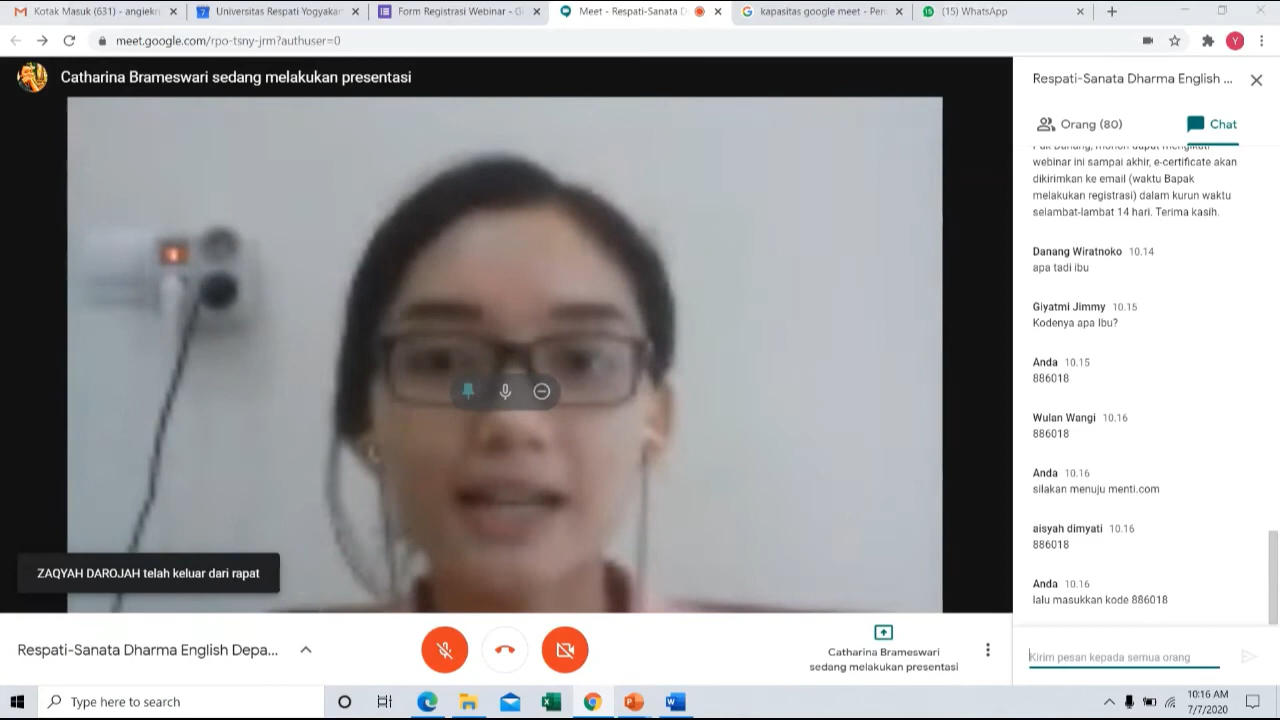 Kotak Masuk (631) - angiekr
Universitas Respati Yogyakar
Form Registrasi Webinar - G
Meet - Respati-Sanata D
kapasitas google meet - Pen
(15) WhatsApp
meet.google.com/rpo-tsny-jrm?authuser=0
Y
Catharina Brameswari sedang melakukan presentasi
Respati-Sanata Dharma English ...
Orang (80)
Chat
Pak Danang, mohon dapat mengikuti
webinar ini sampai akhir, e-certificate akan
dikirimkan ke email (waktu Bapak
melakukan registrasi) dalam kurun waktu
selambat-lambat 14 hari. Terima kasih.
Danang Wiratnoko 10.14
apa tadi ibu
Giyatmi Jimmy 10.15
Kodenya apa Ibu?
Anda 10.15
886018
Wulan Wangi 10.16
886018
Anda 10.16
silakan menuju menti.com
aisyah dimyati 10.16
886018
Anda 10.16
lalu masukkan kode 886018
ZAQYAH DAROJAH telah keluar dari rapat
Respati-Sanata Dharma English Depa...
Catharina Brameswari
sedang melakukan presentasi
Kirim pesan kepada semua orang
Type here to search
10:16 AM
7/7/2020